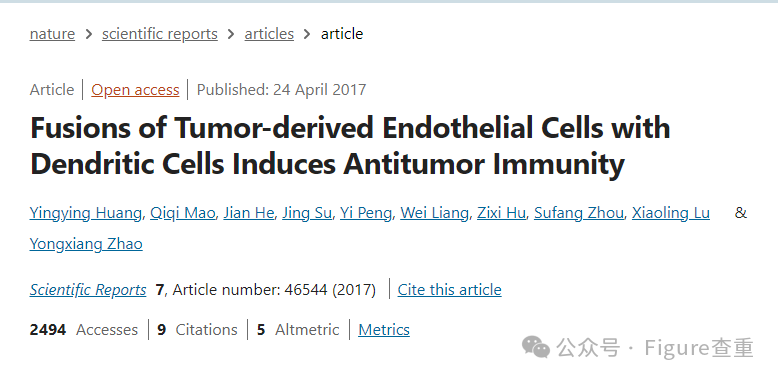 nature > scientific reports > articles > article
Article | Open access | Published: 24 April 2017
Fusions of Tumor-derived Endothelial Cells with
Dendritic Cells Induces Antitumor Immunity
Yingying Huang, Qiqi Mao, Jian He, Jing Su, Yi Peng, Wei Liang, Zixi Hu, Sufang Zhou, Xiaoling Lu &
Yongxiang Zhao
Scientific Reports 7, Article number: 46544 (2017) | Cite this article
2494 Accesses | 9 Citations | 5 Altmetric | Metrics
公众号 · Figure查重